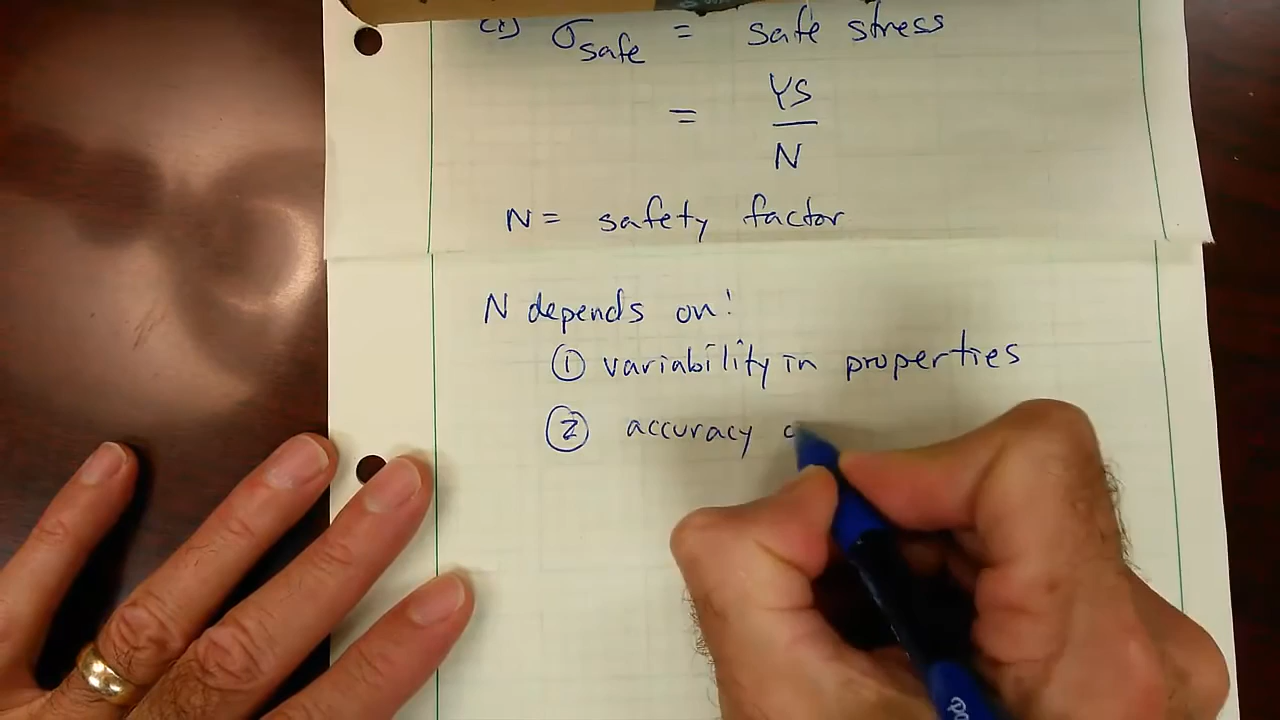 σsafe = safe stress
= YS
N
N = safety factor
N depends on:
① variability in properties
② accuracy